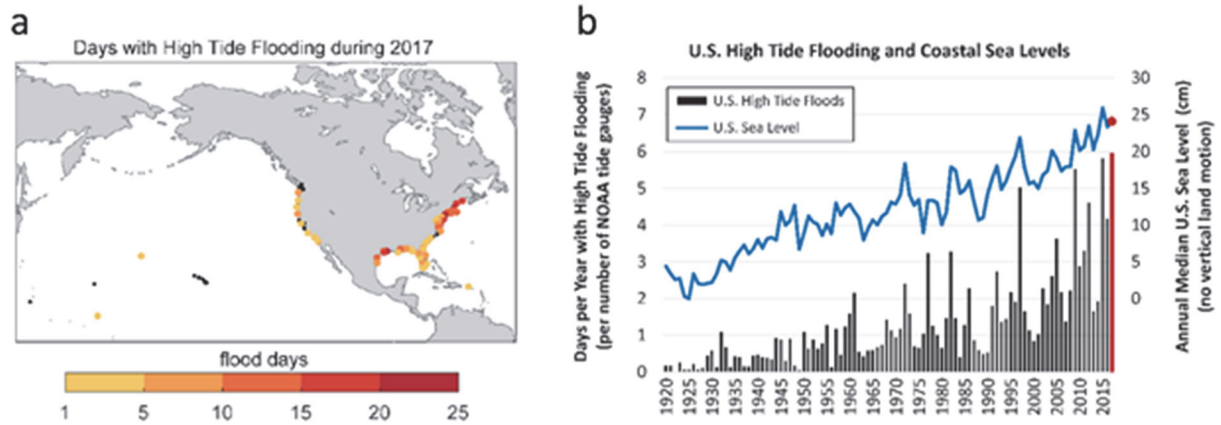 a
Days with High Tide Flooding during 2017
flood days
1 5 10 15 20 25
b
U.S. High Tide Flooding and Coastal Sea Levels
Days per Year with High Tide Flooding
(per number of NOAA tide gauges)
8
7
6
5
4
3
2
1
0
U.S. High Tide Floods
U.S. Sea Level
30
25
20
15
10
5
0
Annual Median U.S. Sea Level (cm)
(no vertical land motion)
1920 1925 1930 1935 1940 1945 1950 1955 1960 1965 1970 1975 1980 1985 1990 1995 2000 2005 2010 2015